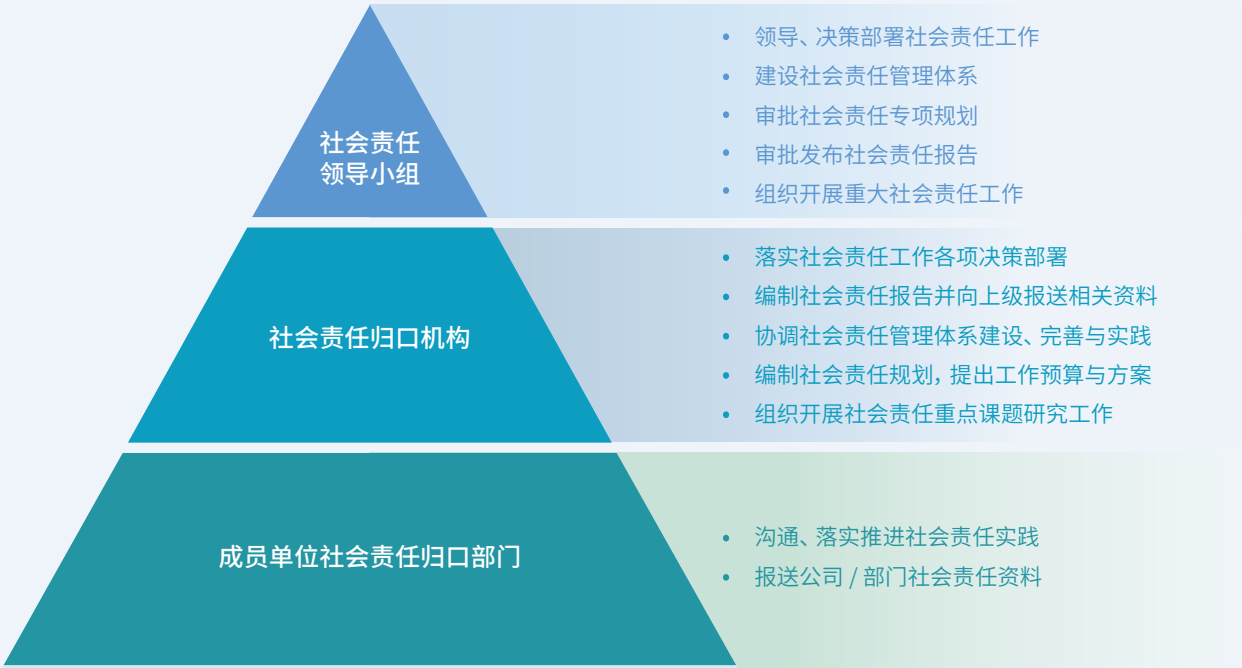 社会责任
领导小组
• 领导、决策部署社会责任工作
• 建设社会责任管理体系
• 审批社会责任专项规划
• 审批发布社会责任报告
• 组织开展重大社会责任工作
社会责任归口机构
• 落实社会责任工作各项决策部署
• 编制社会责任报告并向上级报送相关资料
• 协调社会责任管理体系建设、完善与实践
• 编制社会责任规划，提出工作预算与方案
• 组织开展社会责任重点课题研究工作
成员单位社会责任归口部门
• 沟通、落实推进社会责任实践
• 报送公司 / 部门社会责任资料